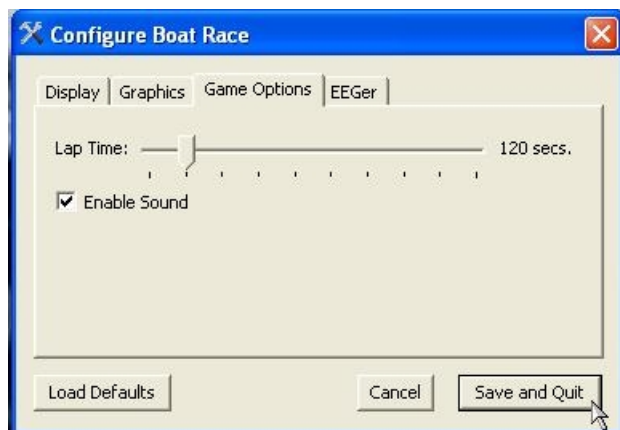 Configure Boat Race
Display Graphics Game Options EEGer
Lap Time: 120 secs.
Enable Sound
Load Defaults Cancel Save and Quit